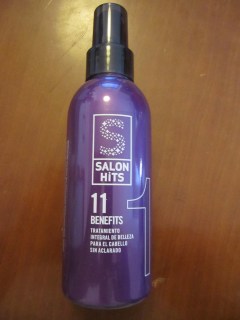 S
SALON
HiTS
11
BENEFITS
1
TRATAMIENTO
INTEGRAL DE BELLEZA
PARA EL CABELLO
SIN ACLARADO